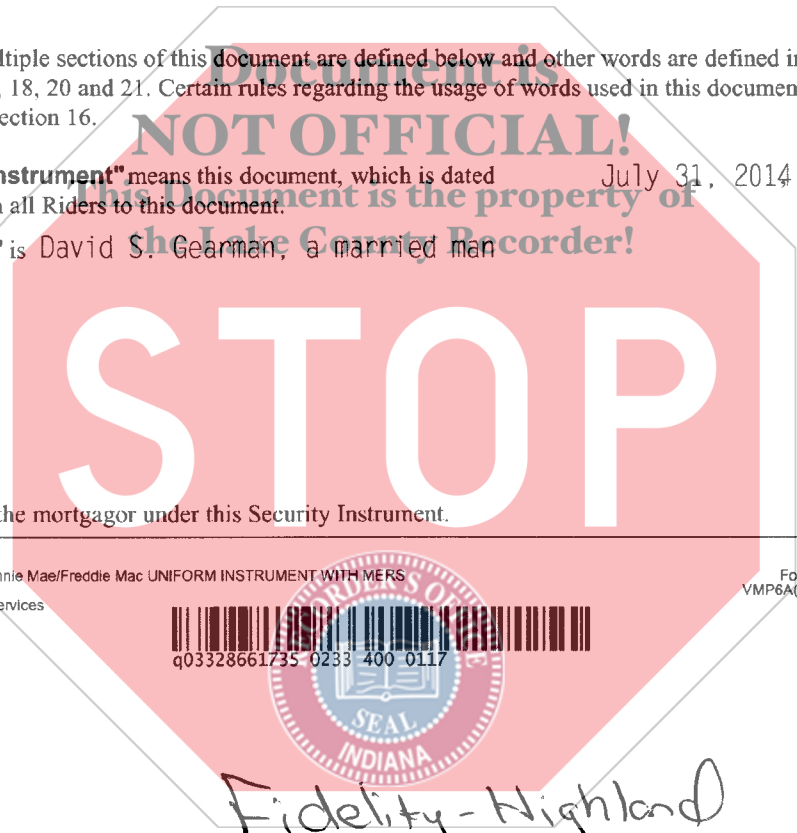 ltiple sections of this document are defined below and other words are defined in
, 18, 20 and 21. Certain rules regarding the usage of words used in this documen
ection 16.
Document is
NOT OFFICIAL!
This Document is the property of
the Lake County Recorder!
nstrument" means this document, which is dated July 31, 2014
n all Riders to this document.
" is David S. Gearman, a married man
STOP
the mortgagor under this Security Instrument.
nnie Mae/Freddie Mac UNIFORM INSTRUMENT WITH MERS
Fo
VMP6A(
ervices
q03328661735 0233 400 0117
RECORDER'S OFFICE
SEAL
INDIANA
Fidelity - Highland